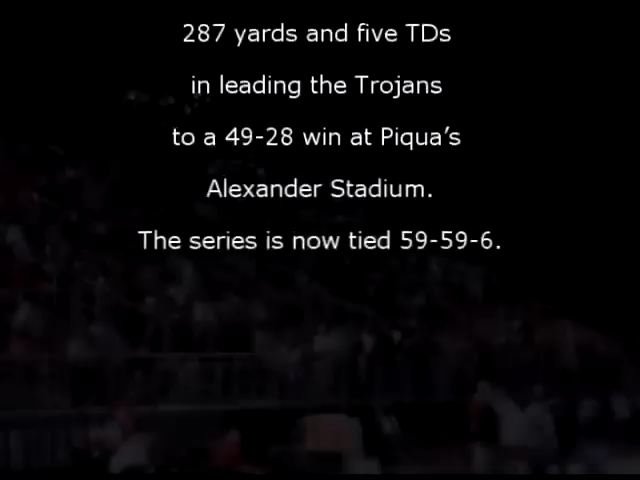 287 yards and five TDs
in leading the Trojans
to a 49-28 win at Piqua’s
Alexander Stadium.
The series is now tied 59-59-6.